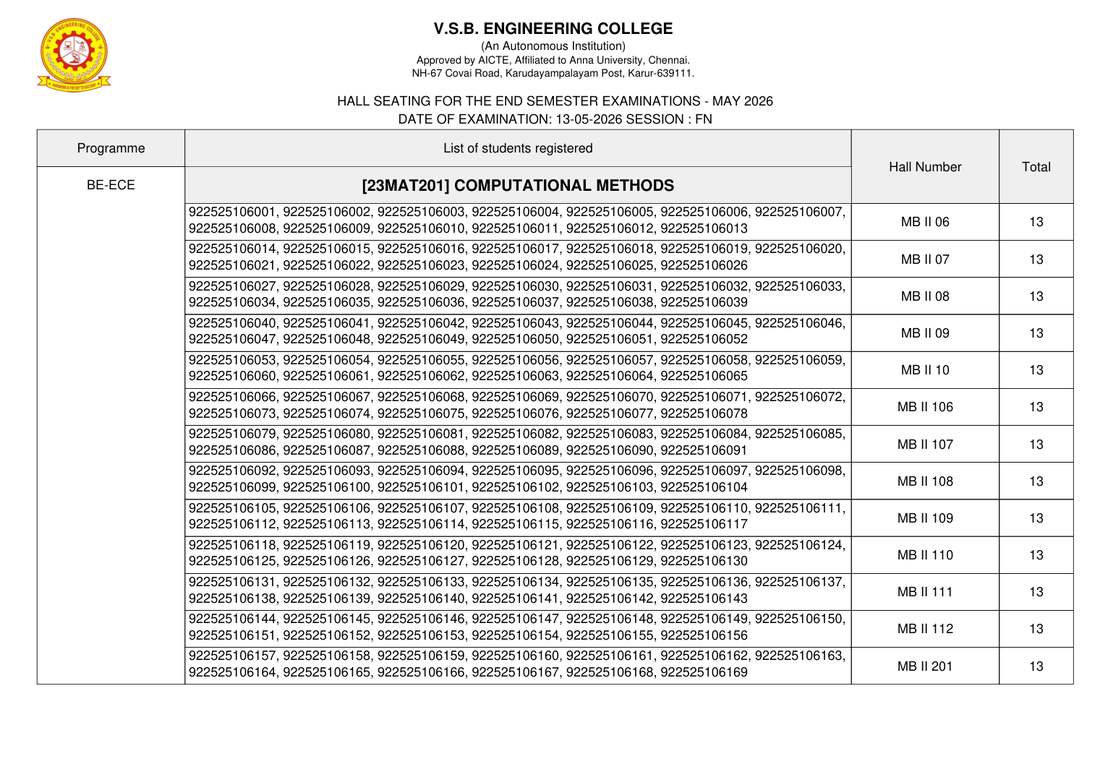 V.S.B. ENGINEERING COLLEGE
(An Autonomous Institution)
Approved by AICTE, Affiliated to Anna University, Chennai.
NH-67 Covai Road, Karudayampalayam Post, Karur-639111.
HALL SEATING FOR THE END SEMESTER EXAMINATIONS - MAY 2026
DATE OF EXAMINATION: 13-05-2026 SESSION : FN
Programme List of students registered Hall Number Total
BE-ECE [23MAT201] COMPUTATIONAL METHODS
922525106001, 922525106002, 922525106003, 922525106004, 922525106005, 922525106006, 922525106007,
922525106008, 922525106009, 922525106010, 922525106011, 922525106012, 922525106013
MB II 06 13
922525106014, 922525106015, 922525106016, 922525106017, 922525106018, 922525106019, 922525106020,
922525106021, 922525106022, 922525106023, 922525106024, 922525106025, 922525106026
MB II 07 13
922525106027, 922525106028, 922525106029, 922525106030, 922525106031, 922525106032, 922525106033,
922525106034, 922525106035, 922525106036, 922525106037, 922525106038, 922525106039
MB II 08 13
922525106040, 922525106041, 922525106042, 922525106043, 922525106044, 922525106045, 922525106046,
922525106047, 922525106048, 922525106049, 922525106050, 922525106051, 922525106052
MB II 09 13
922525106053, 922525106054, 922525106055, 922525106056, 922525106057, 922525106058, 922525106059,
922525106060, 922525106061, 922525106062, 922525106063, 922525106064, 922525106065
MB II 10 13
922525106066, 922525106067, 922525106068, 922525106069, 922525106070, 922525106071, 922525106072,
922525106073, 922525106074, 922525106075, 922525106076, 922525106077, 922525106078
MB II 106 13
922525106079, 922525106080, 922525106081, 922525106082, 922525106083, 922525106084, 922525106085,
922525106086, 922525106087, 922525106088, 922525106089, 922525106090, 922525106091
MB II 107 13
922525106092, 922525106093, 922525106094, 922525106095, 922525106096, 922525106097, 922525106098,
922525106099, 922525106100, 922525106101, 922525106102, 922525106103, 922525106104
MB II 108 13
922525106105, 922525106106, 922525106107, 922525106108, 922525106109, 922525106110, 922525106111,
922525106112, 922525106113, 922525106114, 922525106115, 922525106116, 922525106117
MB II 109 13
922525106118, 922525106119, 922525106120, 922525106121, 922525106122, 922525106123, 922525106124,
922525106125, 922525106126, 922525106127, 922525106128, 922525106129, 922525106130
MB II 110 13
922525106131, 922525106132, 922525106133, 922525106134, 922525106135, 922525106136, 922525106137,
922525106138, 922525106139, 922525106140, 922525106141, 922525106142, 922525106143
MB II 111 13
922525106144, 922525106145, 922525106146, 922525106147, 922525106148, 922525106149, 922525106150,
922525106151, 922525106152, 922525106153, 922525106154, 922525106155, 922525106156
MB II 112 13
922525106157, 922525106158, 922525106159, 922525106160, 922525106161, 922525106162, 922525106163,
922525106164, 922525106165, 922525106166, 922525106167, 922525106168, 922525106169
MB II 201 13